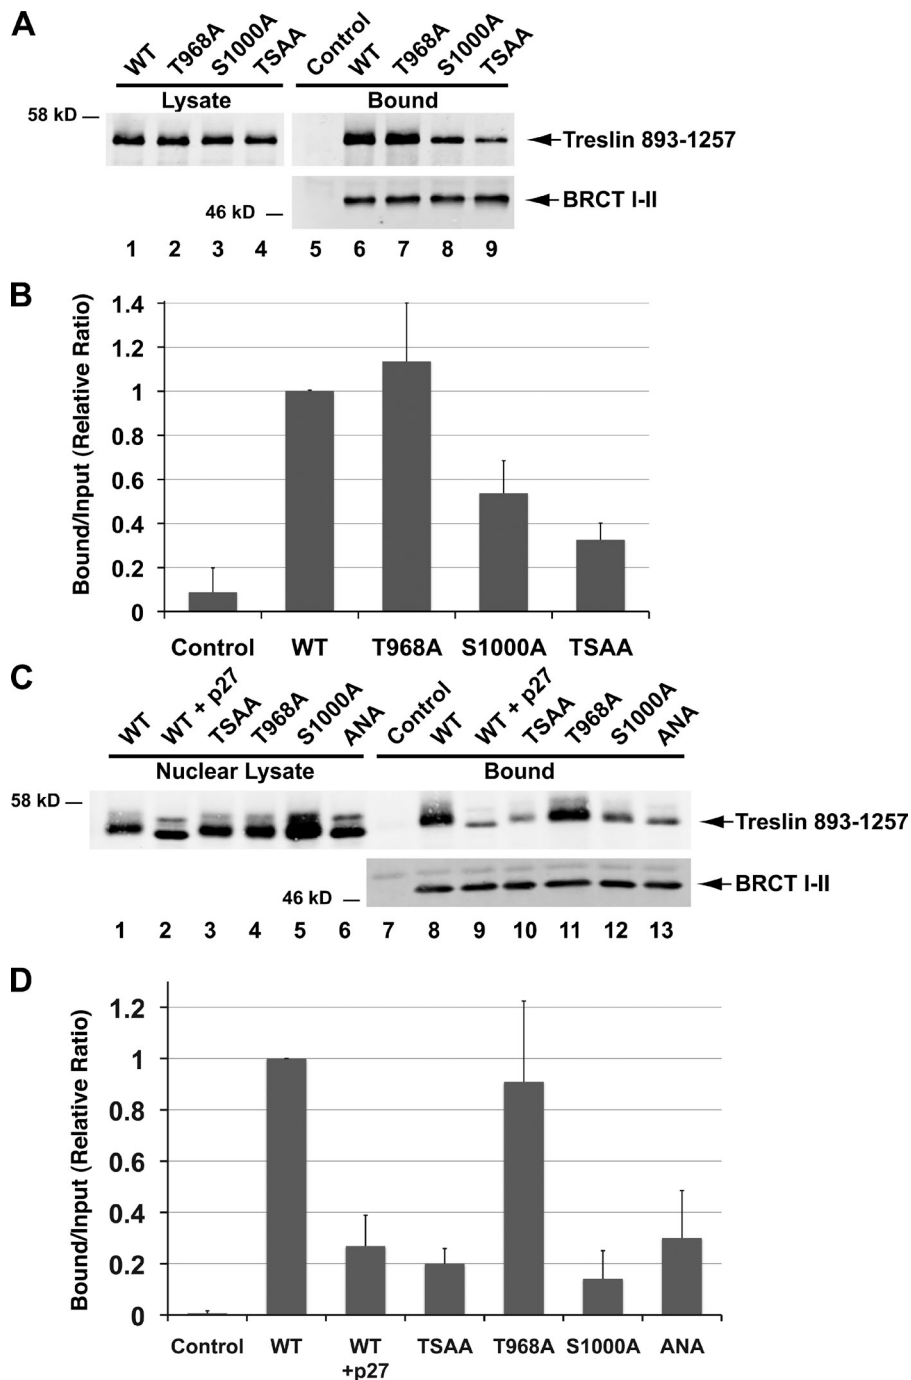 A
WT T968A S1000A TSAA Control WT T968A S1000A TSAA
Lysate Bound
58 kD
Treslin 893-1257
BRCT I-II
46 kD
1 2 3 4 5 6 7 8 9
B
Bound/Input (Relative Ratio)
1.4
1.2
1
0.8
0.6
0.4
0.2
0
Control WT T968A S1000A TSAA
C
WT WT + p27 TSAA T968A S1000A ANA Control WT WT + p27 TSAA T968A S1000A ANA
Nuclear Lysate Bound
58 kD
Treslin 893-1257
BRCT I-II
46 kD
1 2 3 4 5 6 7 8 9 10 11 12 13
D
Bound/Input (Relative Ratio)
1.2
1
0.8
0.6
0.4
0.2
0
Control WT WT TSAA T968A S1000A ANA
+p27